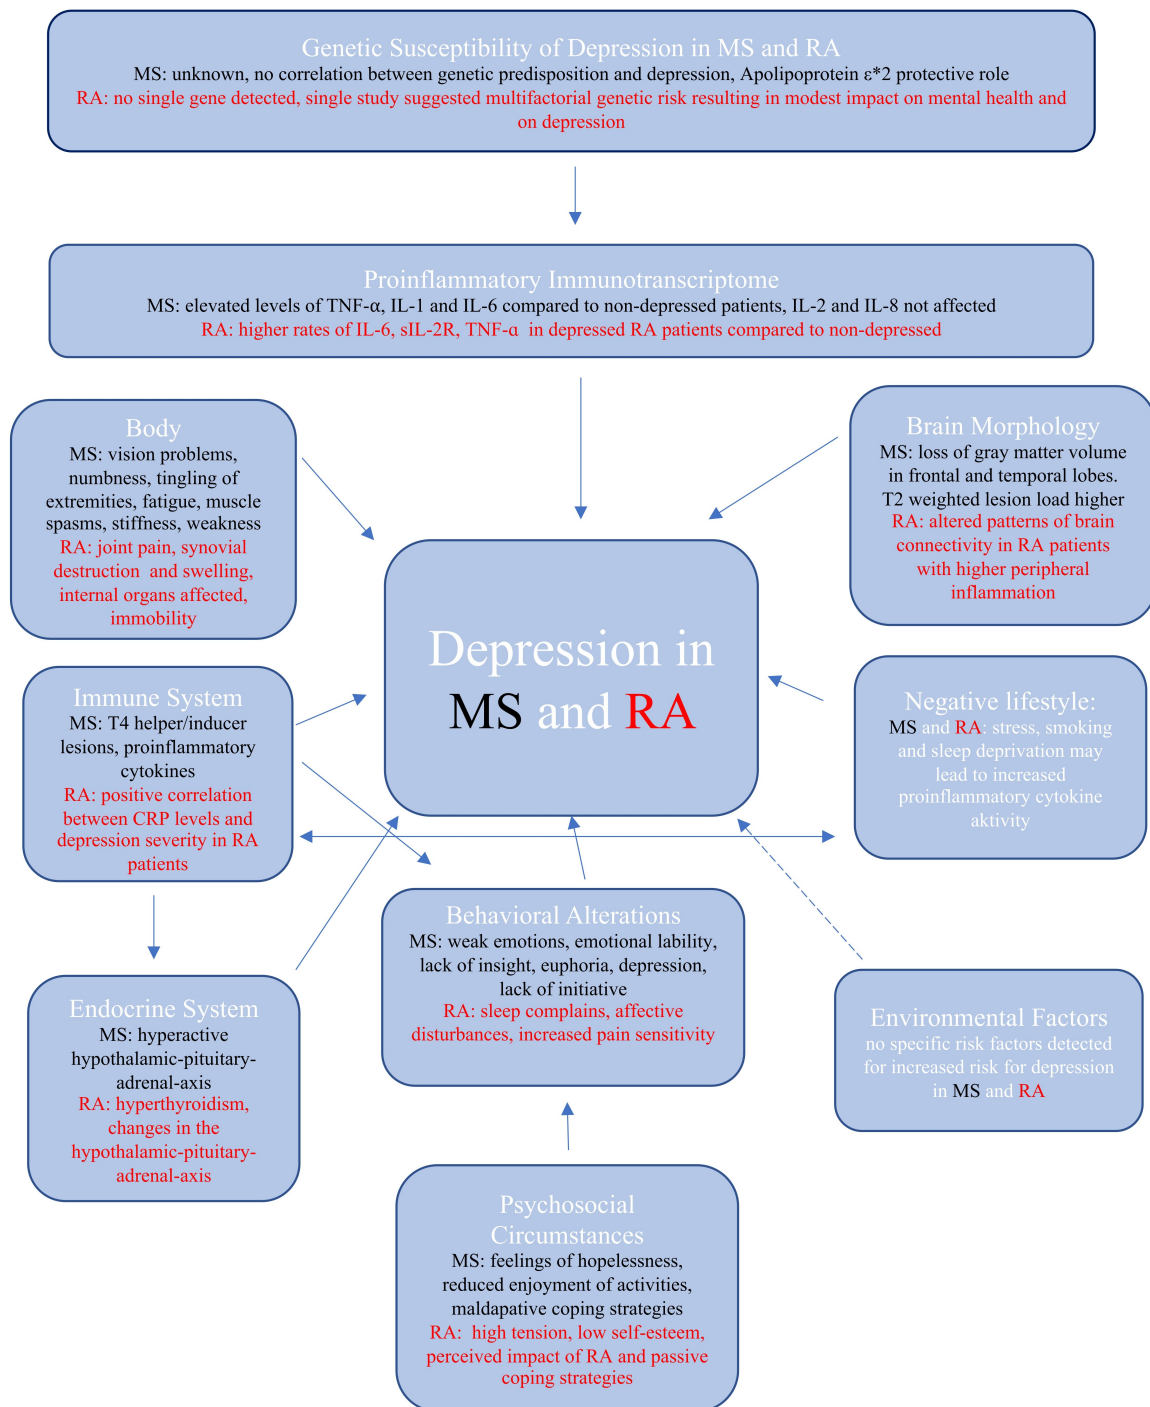 Genetic Susceptibility of Depression in MS and RA
MS: unknown, no correlation between genetic predisposition and depression, Apolipoprotein ε*2 protective role
RA: no single gene detected, single study suggested multifactorial genetic risk resulting in modest impact on mental health and
on depression
Proinflammatory Immunotranscriptome
MS: elevated levels of TNF-α, IL-1 and IL-6 compared to non-depressed patients, IL-2 and IL-8 not affected
RA: higher rates of IL-6, sIL-2R, TNF-α in depressed RA patients compared to non-depressed
Body
MS: vision problems,
numbness, tingling of
extremities, fatigue, muscle
spasms, stiffness, weakness
RA: joint pain, synovial
destruction and swelling,
internal organs affected,
immobility
Brain Morphology
MS: loss of gray matter volume
in frontal and temporal lobes.
T2 weighted lesion load higher
RA: altered patterns of brain
connectivity in RA patients
with higher peripheral
inflammation
Depression in
MS and RA
Immune System
MS: T4 helper/inducer
lesions, proinflammatory
cytokines
RA: positive correlation
between CRP levels and
depression severity in RA
patients
Negative lifestyle:
MS and RA: stress, smoking
and sleep deprivation may
lead to increased
proinflammatory cytokine
aktivity
Behavioral Alterations
MS: weak emotions, emotional lability,
lack of insight, euphoria, depression,
lack of initiative
RA: sleep complains, affective
disturbances, increased pain sensitivity
Endocrine System
MS: hyperactive
hypothalamic-pituitary-
adrenal-axis
RA: hyperthyroidism,
changes in the
hypothalamic-pituitary-
adrenal-axis
Environmental Factors
no specific risk factors detected
for increased risk for depression
in MS and RA
Psychosocial
Circumstances
MS: feelings of hopelessness,
reduced enjoyment of activities,
maldapative coping strategies
RA: high tension, low self-esteem,
perceived impact of RA and passive
coping strategies